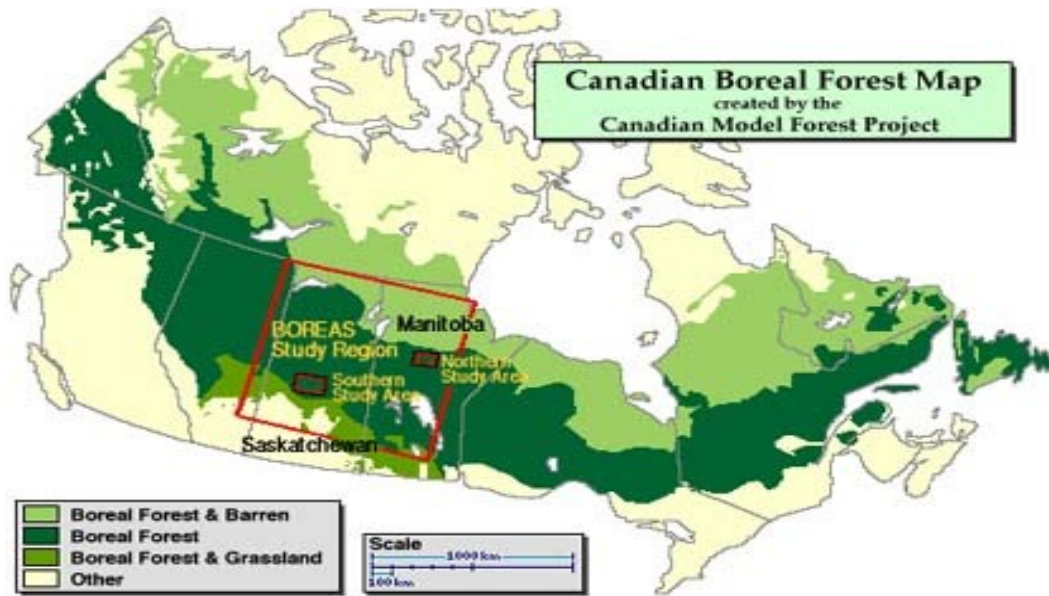 Canadian Boreal Forest Map
created by the
Canadian Model Forest Project
BOREAS
Study Region
Manitoba
Northern
Study Area
Southern
Study Area
Saskatchewan
Boreal Forest & Barren
Boreal Forest
Boreal Forest & Grassland
Other
Scale
1000 km
100 km